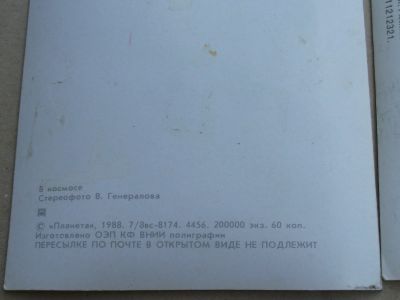 В космосе
Стереофото В. Генералова
© «Планета», 1988. 7/8вс-8174. 4456. 200000 экз. 60 коп.
Изготовлено ОЭП КФ ВНИИ полиграфии
ПЕРЕСЫЛКЕ ПО ПОЧТЕ В ОТКРЫТОМ ВИДЕ НЕ ПОДЛЕЖИТ
11212321.